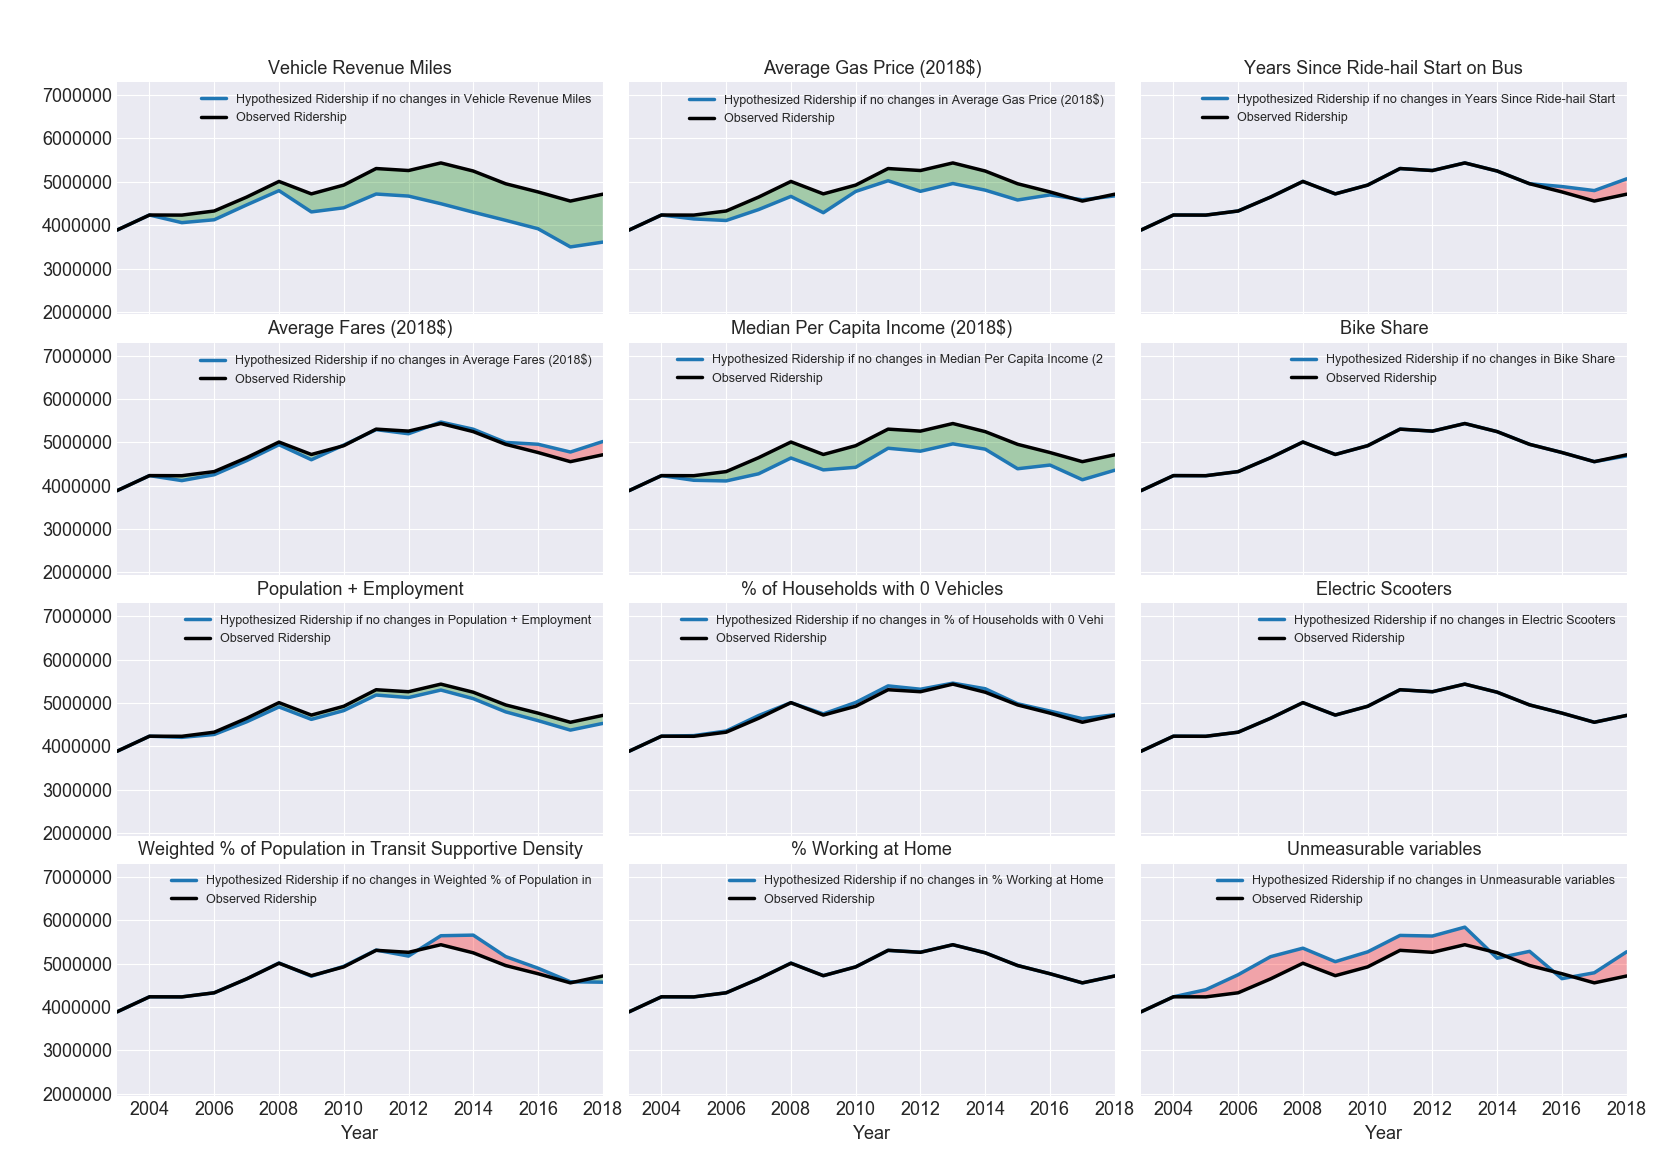 Vehicle Revenue Miles
7000000
6000000
5000000
4000000
3000000
2000000
Hypothesized Ridership if no changes in Vehicle Revenue Miles
Observed Ridership
Average Gas Price (2018$)
Hypothesized Ridership if no changes in Average Gas Price (2018$)
Observed Ridership
Years Since Ride-hail Start on Bus
Hypothesized Ridership if no changes in Years Since Ride-hail Start
Observed Ridership
Average Fares (2018$)
7000000
6000000
5000000
4000000
3000000
2000000
Hypothesized Ridership if no changes in Average Fares (2018$)
Observed Ridership
Median Per Capita Income (2018$)
Hypothesized Ridership if no changes in Median Per Capita Income (2
Observed Ridership
Bike Share
Hypothesized Ridership if no changes in Bike Share
Observed Ridership
Population + Employment
7000000
6000000
5000000
4000000
3000000
2000000
Hypothesized Ridership if no changes in Population + Employment
Observed Ridership
% of Households with 0 Vehicles
Hypothesized Ridership if no changes in % of Households with 0 Vehi
Observed Ridership
Electric Scooters
Hypothesized Ridership if no changes in Electric Scooters
Observed Ridership
Weighted % of Population in Transit Supportive Density
7000000
6000000
5000000
4000000
3000000
2000000
Hypothesized Ridership if no changes in Weighted % of Population in
Observed Ridership
2004 2006 2008 2010 2012 2014 2016 2018
Year
% Working at Home
Hypothesized Ridership if no changes in % Working at Home
Observed Ridership
2004 2006 2008 2010 2012 2014 2016 2018
Year
Unmeasurable variables
Hypothesized Ridership if no changes in Unmeasurable variables
Observed Ridership
2004 2006 2008 2010 2012 2014 2016 2018
Year